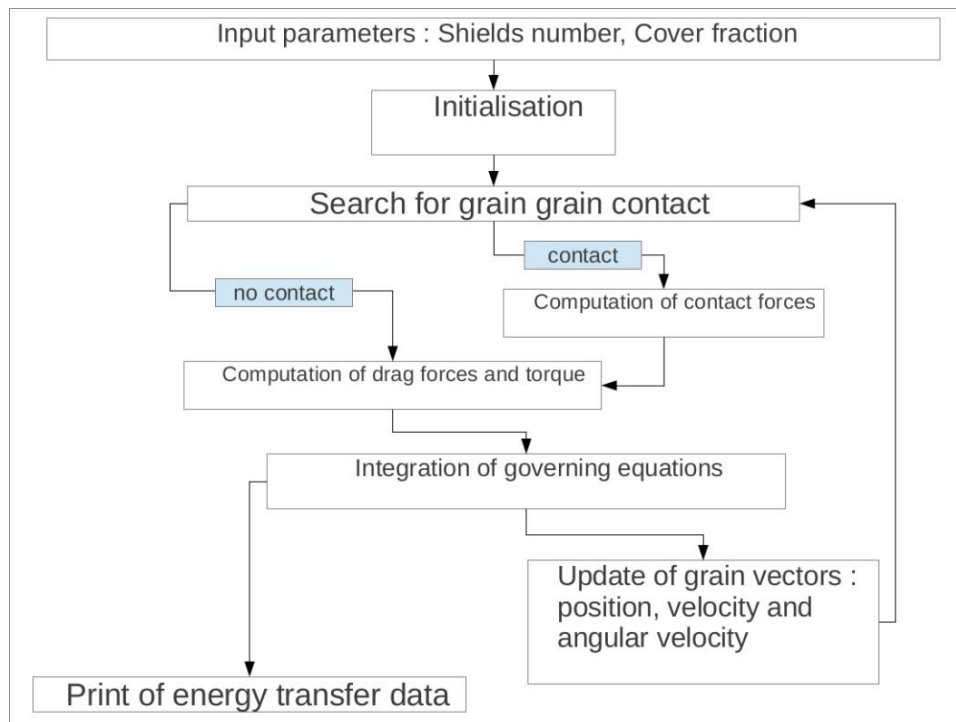 Input parameters : Shields number, Cover fraction
Initialisation
Search for grain grain contact
contact
no contact
Computation of contact forces
Computation of drag forces and torque
Integration of governing equations
Update of grain vectors :
position, velocity and
angular velocity
Print of energy transfer data